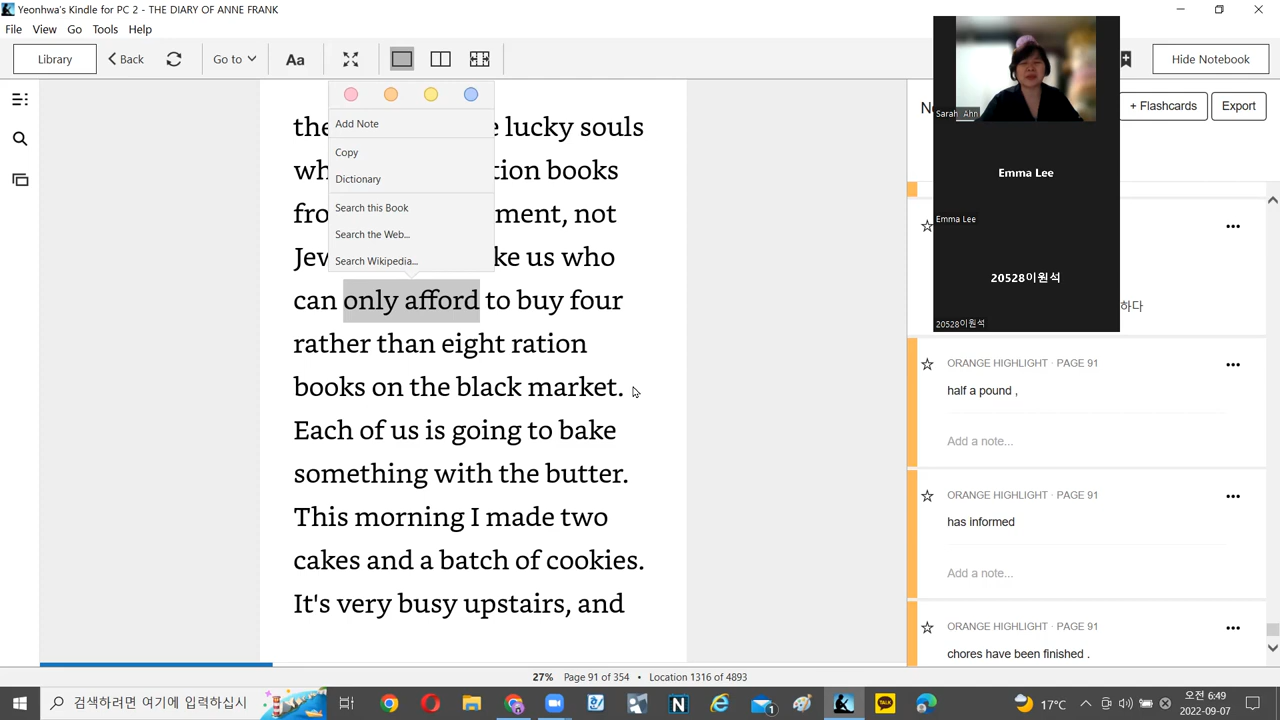 Yeonhwa's Kindle for PC 2 - THE DIARY OF ANNE FRANK
File View Go Tools Help
Library
Back
Go to
Aa
Hide Notebook
+ Flashcards
Export
Sarah Ahn
Emma Lee
Emma Lee
20528이원석
20528이원석
Add Note
Copy
Dictionary
Search this Book
Search the Web...
Search Wikipedia...
the e lucky souls
wh tion books
fro ment, not
Jew ke us who
can only afford to buy four
rather than eight ration
books on the black market.
Each of us is going to bake
something with the butter.
This morning I made two
cakes and a batch of cookies.
It's very busy upstairs, and
하다
ORANGE HIGHLIGHT · PAGE 91
half a pound ,
Add a note...
ORANGE HIGHLIGHT · PAGE 91
has informed
Add a note...
ORANGE HIGHLIGHT · PAGE 91
chores have been finished .
27% Page 91 of 354 • Location 1316 of 4893
검색하려면 여기에 입력하십시
TALK
17°C
오전 6:49
2022-09-07